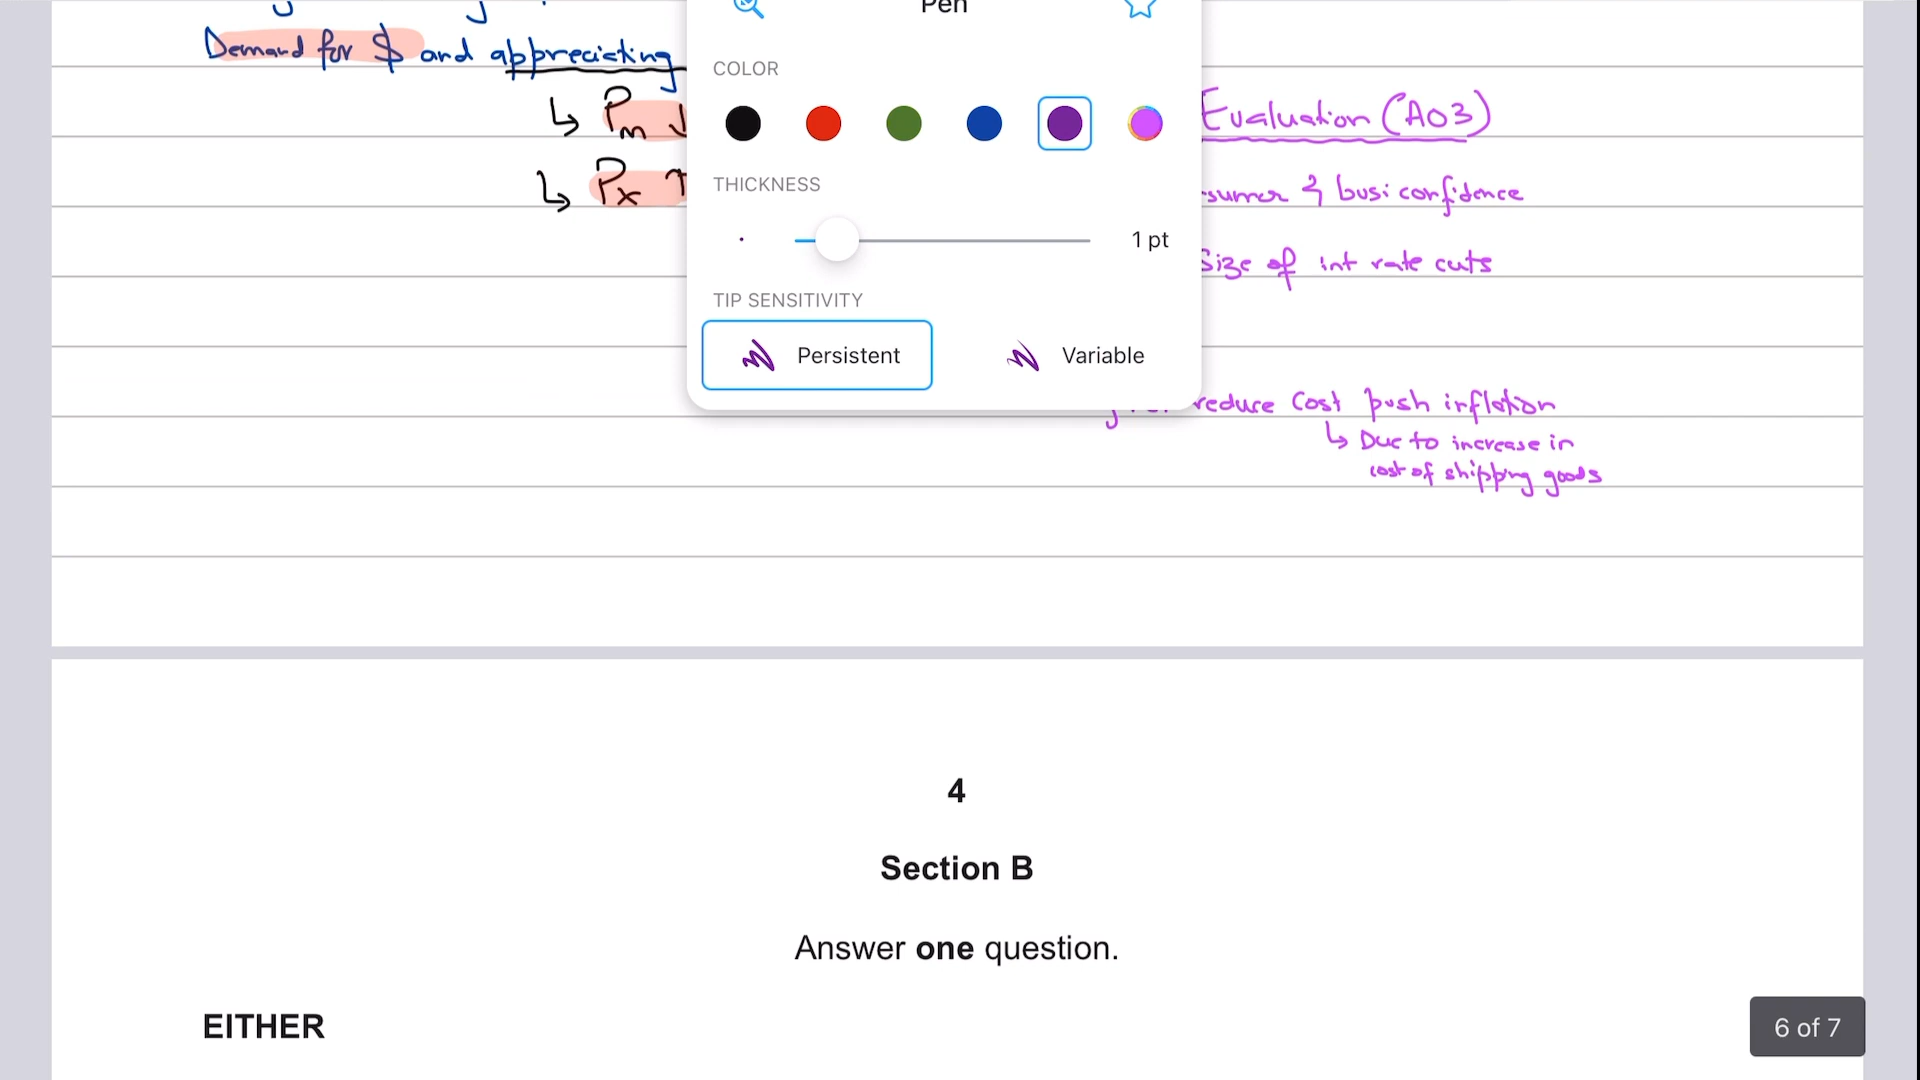 Pen
Demand for $ and appreciating
COLOR
↳ Pm ↓
Evaluation (AO3)
THICKNESS
↳ Px ↑
sumer & busi confidence
1 pt
Size of int rate cuts
TIP SENSITIVITY
Persistent
Variable
reduce Cost push inflation
↳ Due to increase in
cost of shipping goods
4
Section B
Answer one question.
EITHER
6 of 7